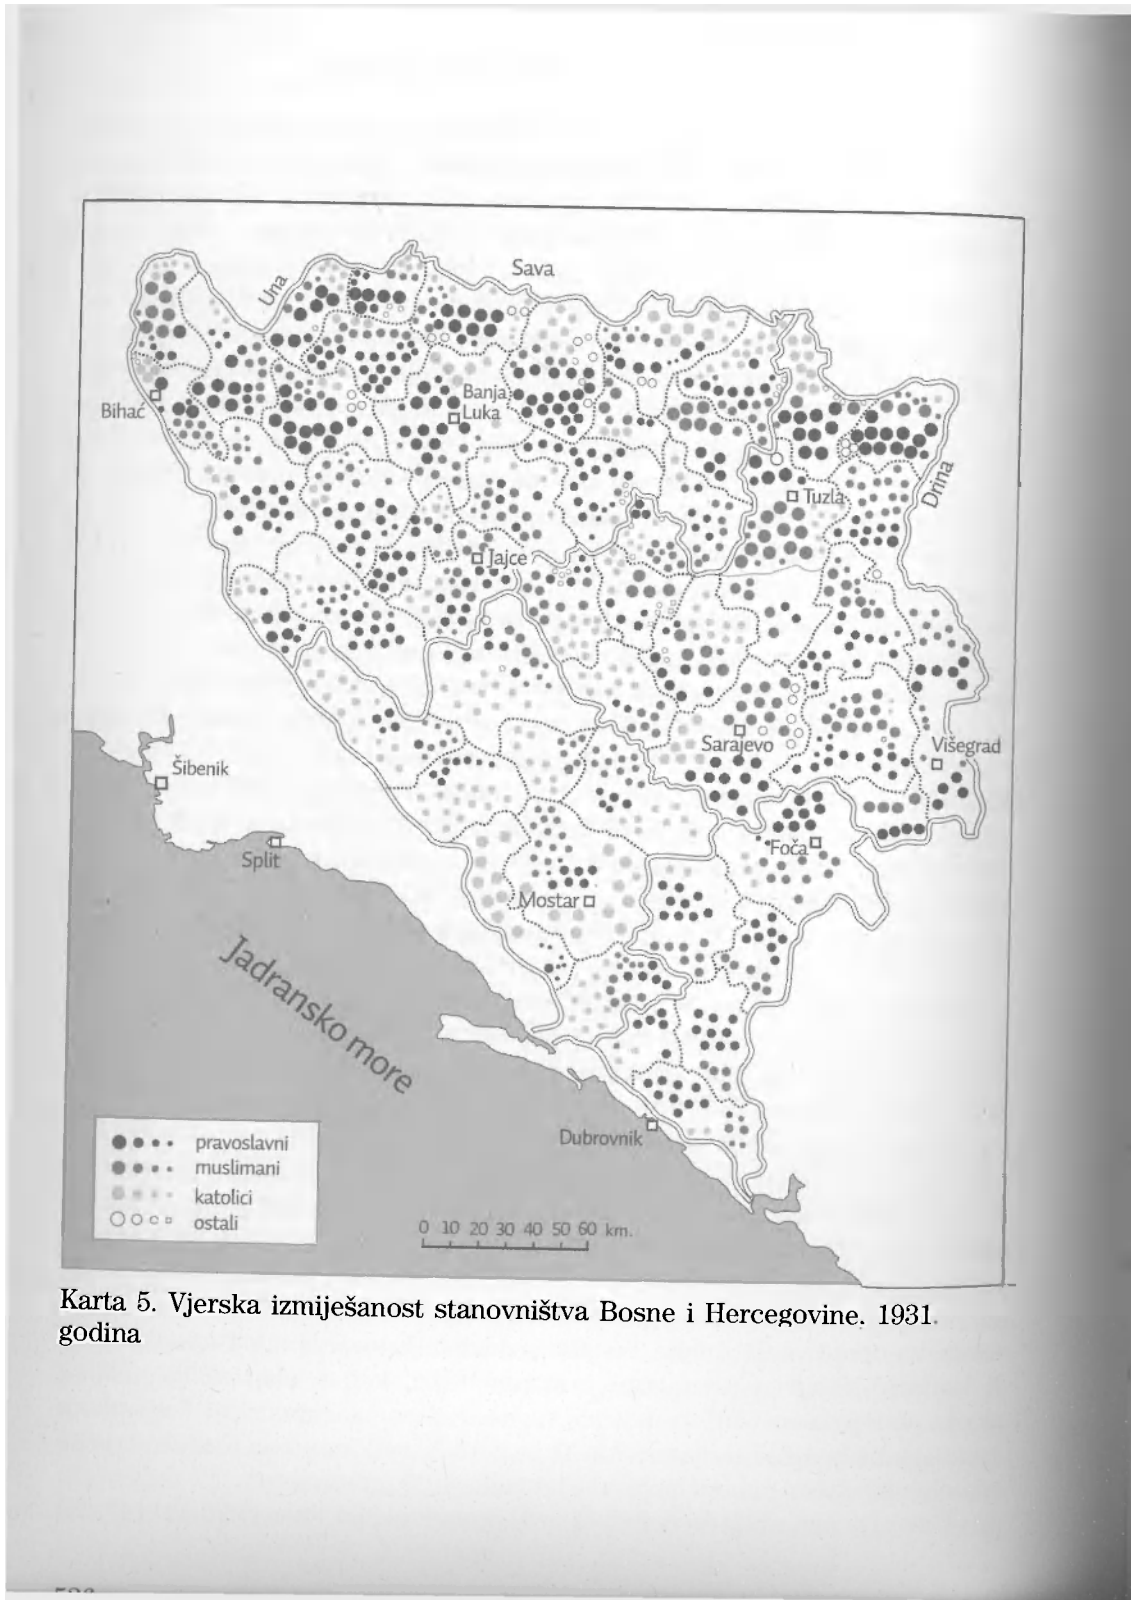 Una
Sava
Bihać
Banja
Luka
Drina
Tuzla
Jajce
Sarajevo
Višegrad
Šibenik
Split
Foča
Mostar
Jadransko more
Dubrovnik
pravoslavni
muslimani
katolici
ostali
0 10 20 30 40 50 60 km.
Karta 5. Vjerska izmiješanost stanovništva Bosne i Hercegovine. 1931.
godina